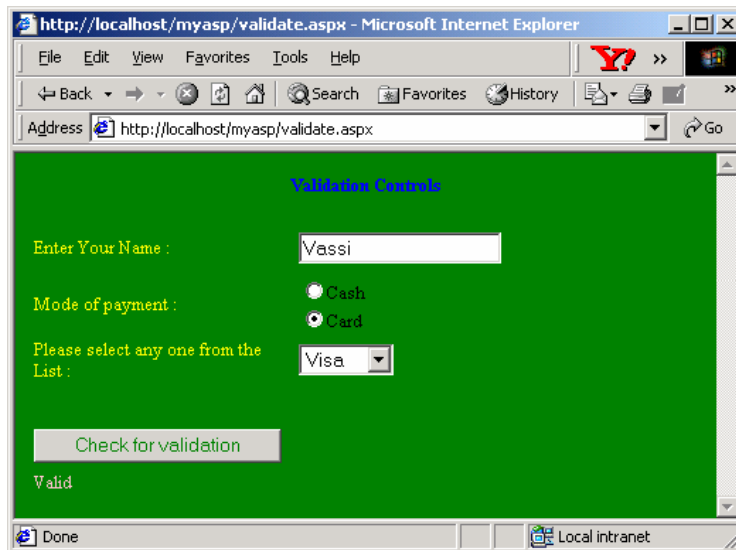 http://localhost/myasp/validate.aspx - Microsoft Internet Explorer
File Edit View Favorites Tools Help
Y! »
Back Search Favorites History »
Address http://localhost/myasp/validate.aspx Go
Validation Controls
Enter Your Name : Vassi
Mode of payment : Cash
Card
Please select any one from the
List : Visa
Check for validation
Valid
Done Local intranet